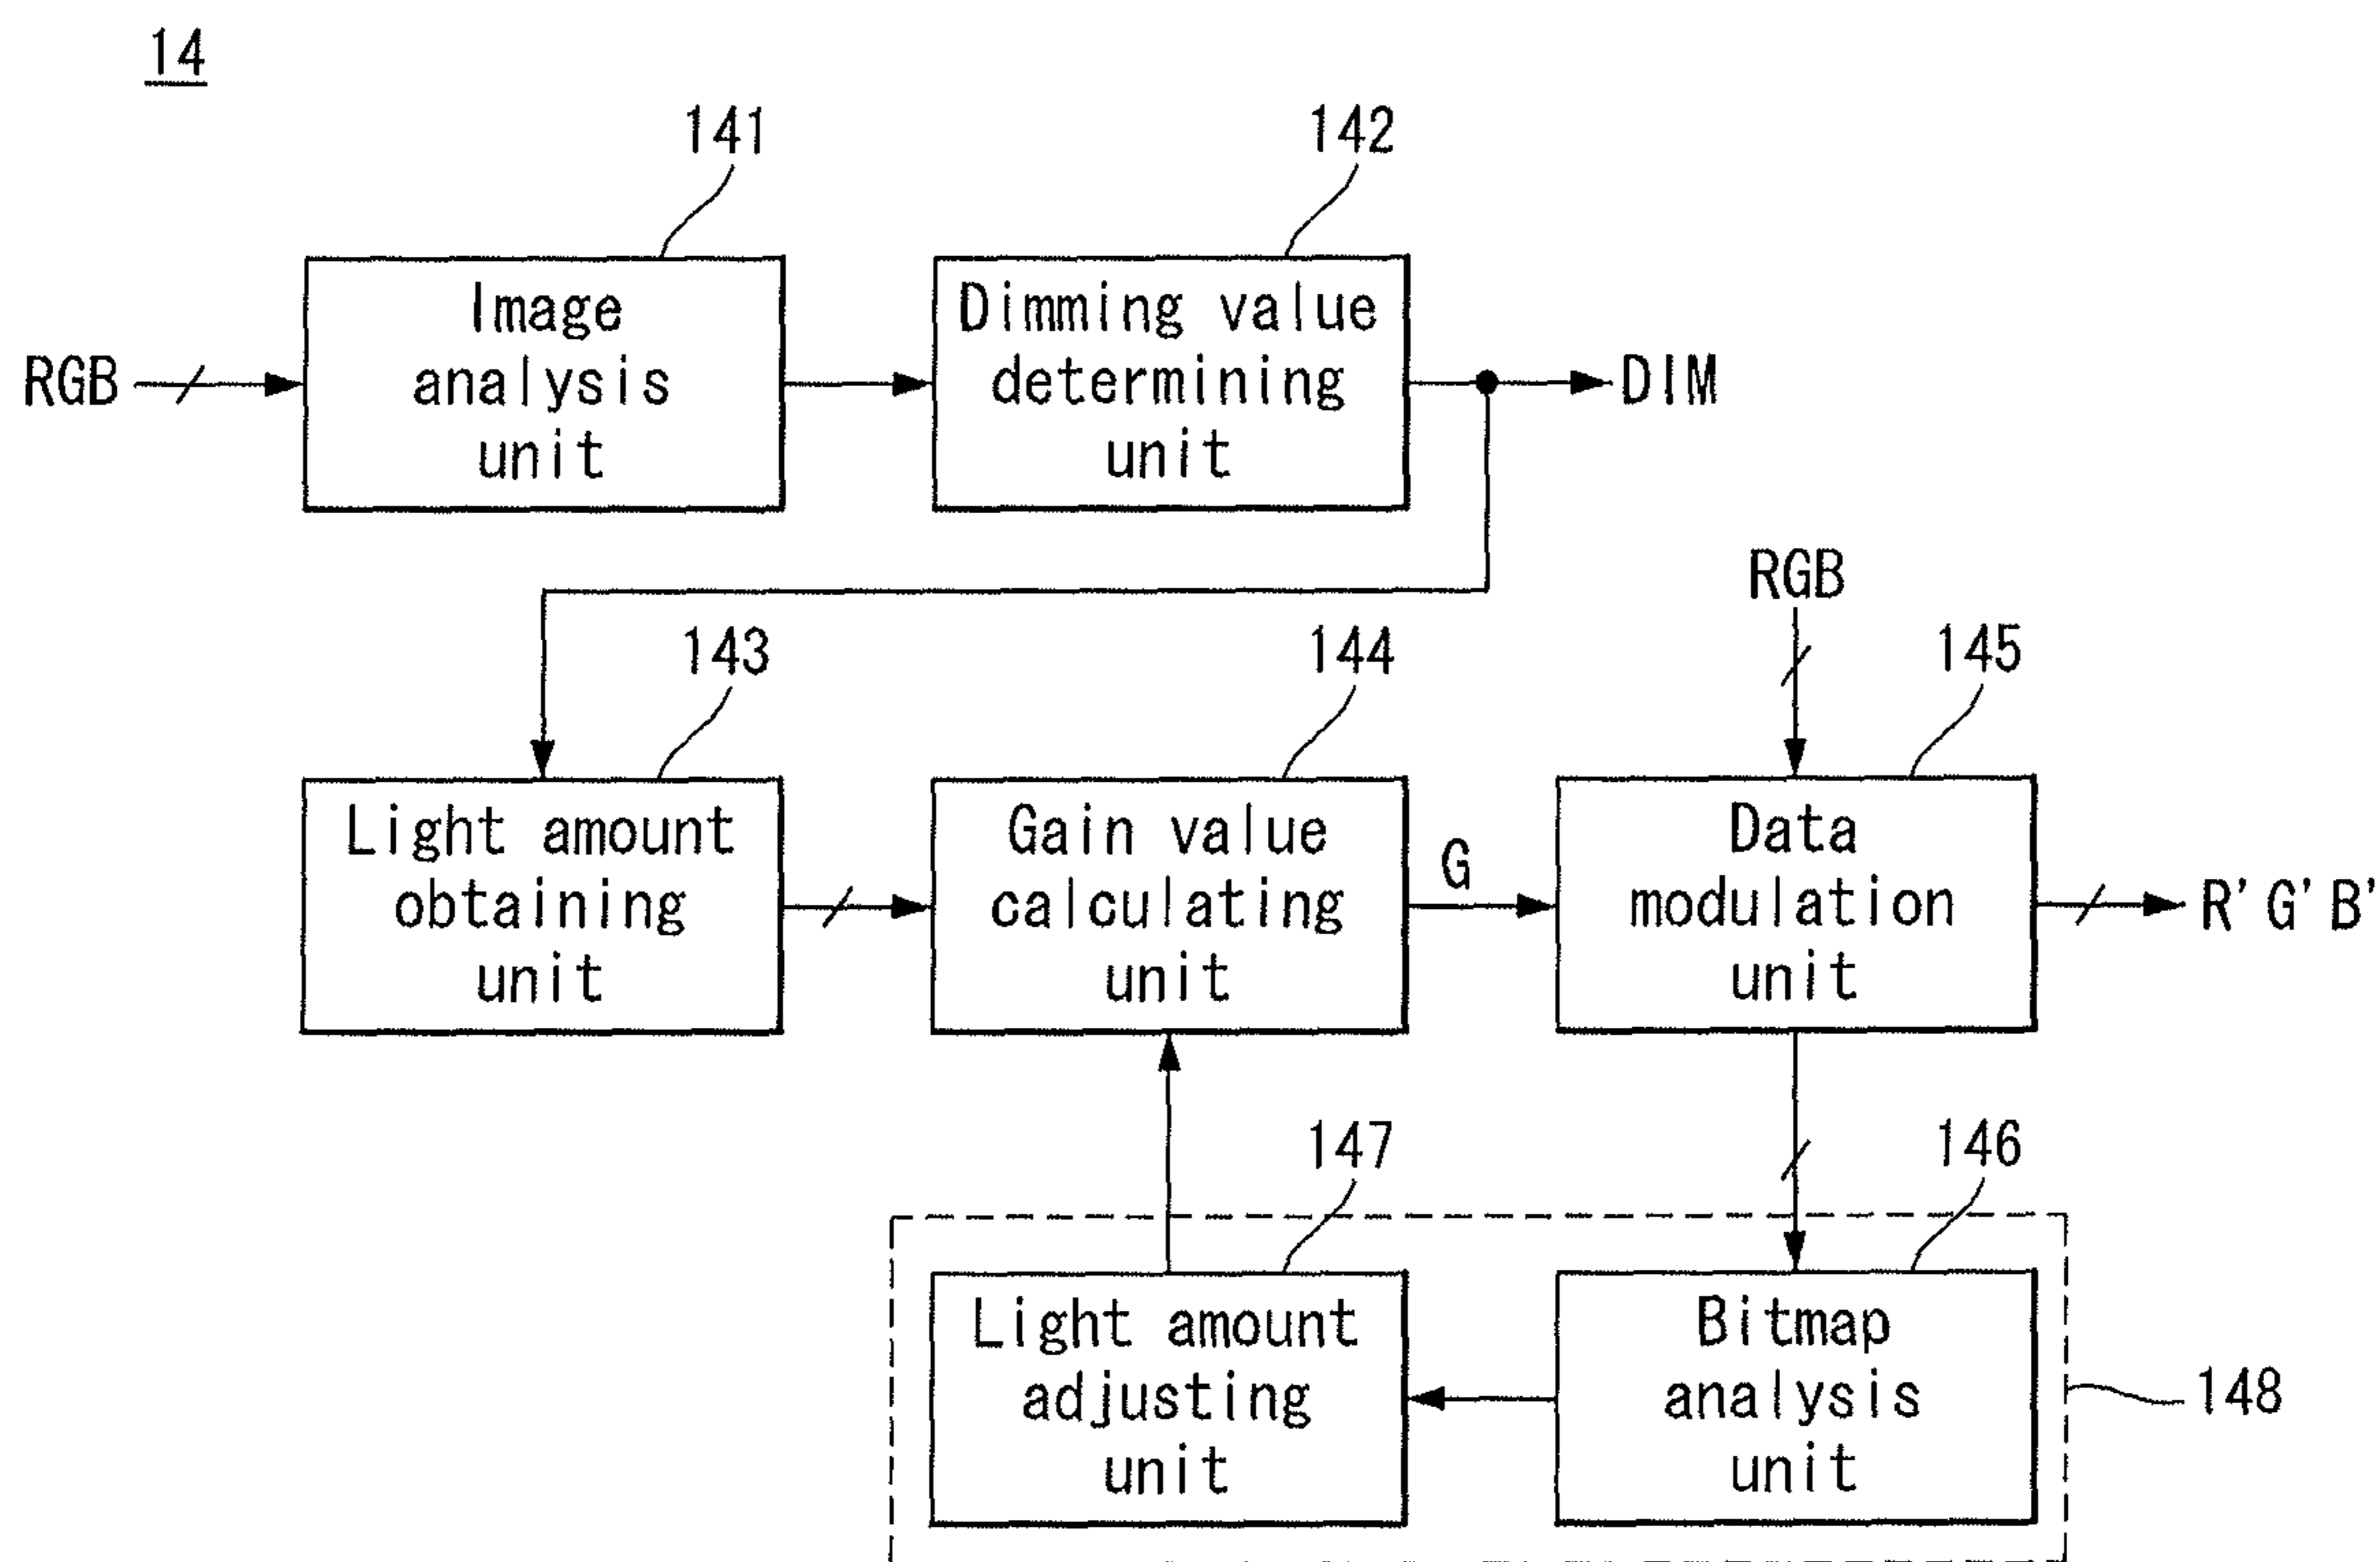 14
141
142
Image
analysis
unit
Dimming value
determining
unit
RGB
DIM
RGB
143
144
145
Light amount
obtaining
unit
Gain value
calculating
unit
G
Data
modulation
unit
R'G'B'
147
146
Light amount
adjusting
unit
Bitmap
analysis
unit
148